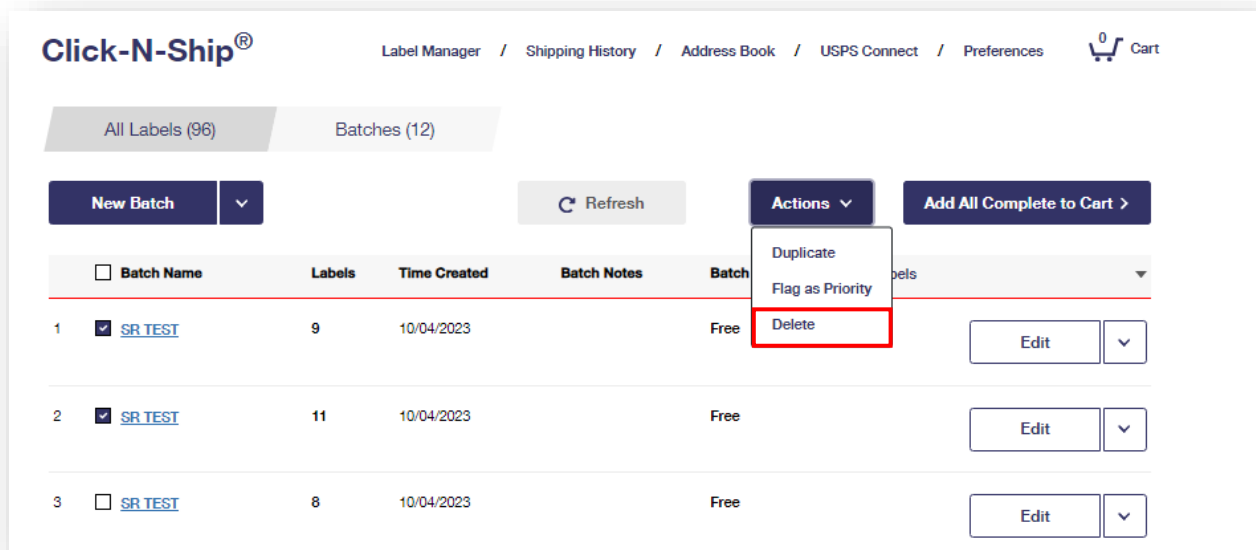 Click-N-Ship®
Label Manager / Shipping History / Address Book / USPS Connect / Preferences 0 Cart
All Labels (96) Batches (12)
New Batch Refresh Actions Add All Complete to Cart >
Duplicate
Flag as Priority
Delete
Batch Name Labels Time Created Batch Notes Batch
1 SR TEST 9 10/04/2023 Free Edit
2 SR TEST 11 10/04/2023 Free Edit
3 SR TEST 8 10/04/2023 Free Edit